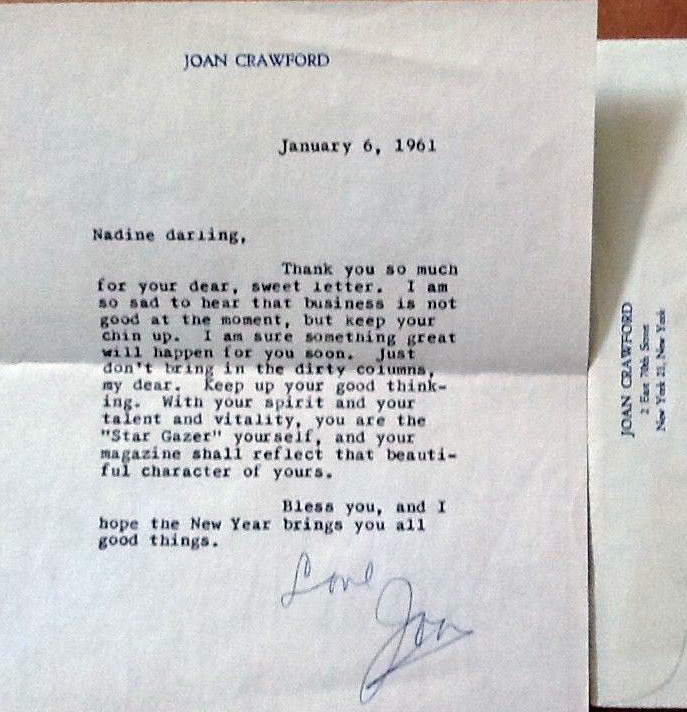 JOAN CRAWFORD
January 6, 1961
Nadine darling,
Thank you so much
for your dear, sweet letter. I am
so sad to hear that business is not
good at the moment, but keep your
chin up. I am sure something great
will happen for you soon. Just
don't bring in the dirty columns,
my dear. Keep up your good think-
ing. With your spirit and your
talent and vitality, you are the
"Star Gazer" yourself, and your
magazine shall reflect that beauti-
ful character of yours.
Bless you, and I
hope the New Year brings you all
good things.
Love
Joan
JOAN CRAWFORD
2 East 70th Street
New York 21, New York